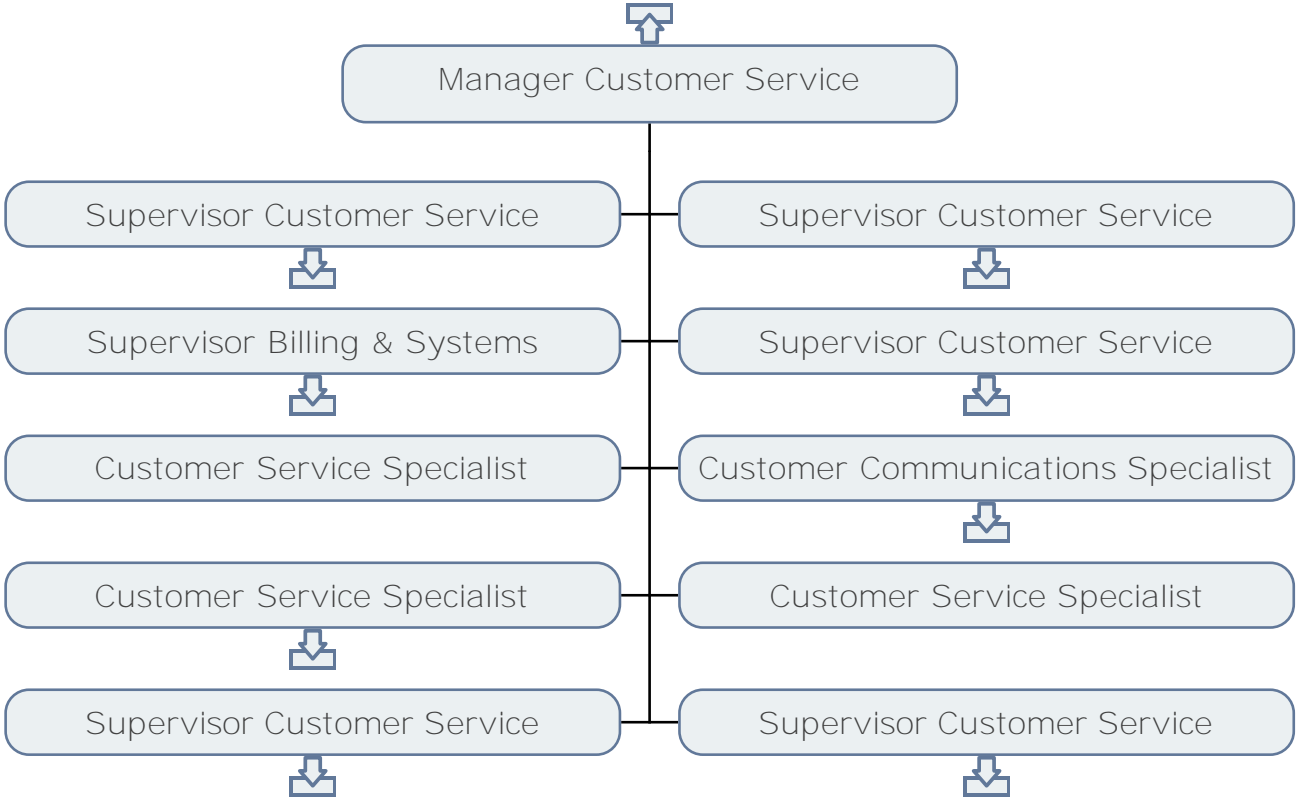 Manager Customer Service
Supervisor Customer Service
Supervisor Customer Service
Supervisor Billing & Systems
Supervisor Customer Service
Customer Service Specialist
Customer Communications Specialist
Customer Service Specialist
Customer Service Specialist
Supervisor Customer Service
Supervisor Customer Service